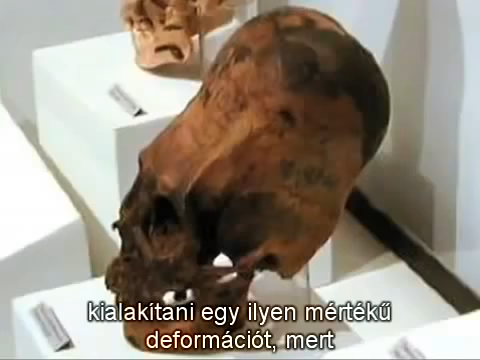 kialakítani egy ilyen mértékű
deformációt, mert